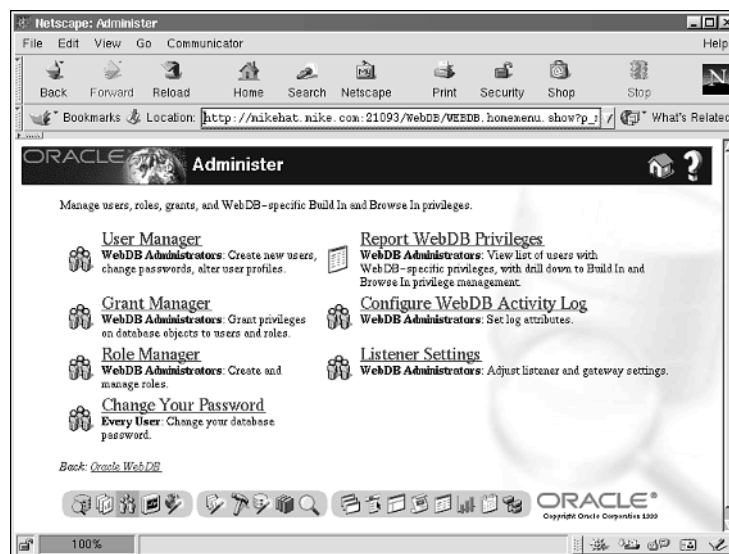 Netscape: Administer
File Edit View Go Communicator Help
Back Forward Reload Home Search Netscape Print Security Shop Stop
Bookmarks Location: http://mikehat.mike.com:21093/WebDB/WEBDB.homemenu.show?p_ What's Related
ORACLE Administer
Manage users, roles, grants, and WebDB-specific Build In and Browse In privileges.
User Manager
WebDB Administrators: Create new users,
change passwords, alter user profiles.
Grant Manager
WebDB Administrators: Grant privileges
on database objects to users and roles.
Role Manager
WebDB Administrators: Create and
manage roles.
Change Your Password
Every User: Change your database
password.
Report WebDB Privileges
WebDB Administrators: View list of users with
WebDB-specific privileges, with drill down to Build In and
Browse In privilege management.
Configure WebDB Activity Log
WebDB Administrators: Set log attributes.
Listener Settings
WebDB Administrators: Adjust listener and gateway settings.
Back: Oracle WebDB
ORACLE®
Copyright Oracle Corporation 1999
100%